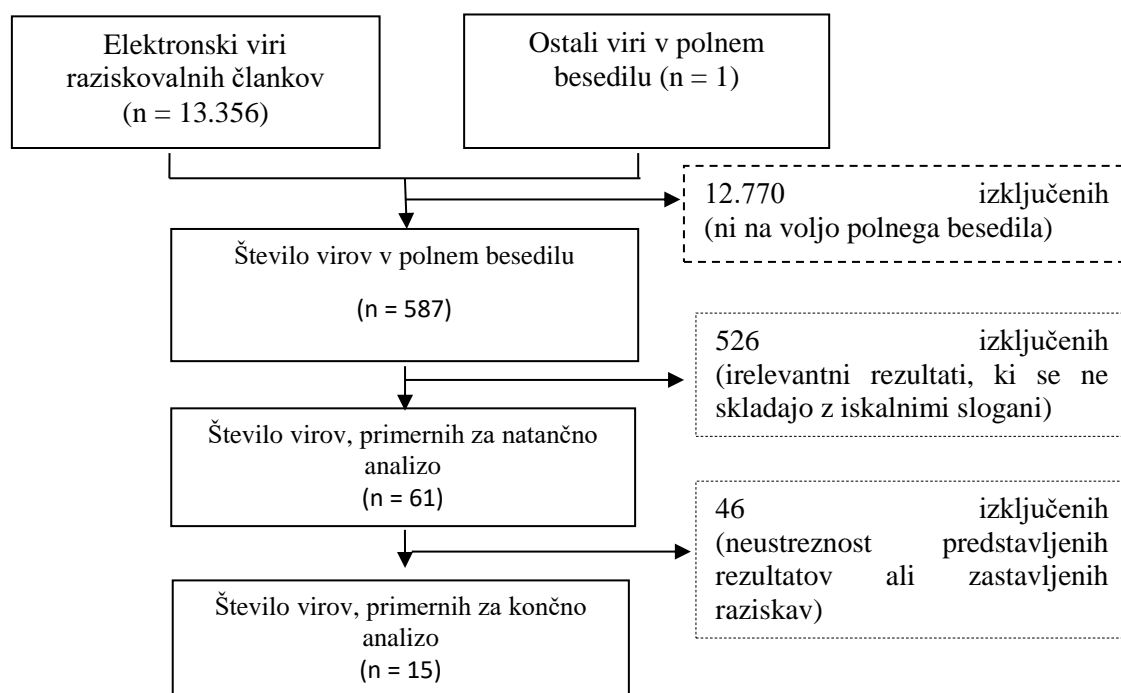 Elektronski viri
raziskovalnih člankov
(n = 13.356)
Ostali viri v polnem
besedilu (n = 1)
12.770 izključenih
(ni na voljo polnega besedila)
Število virov v polnem besedilu
(n = 587)
526 izključenih
(irelevantni rezultati, ki se ne
skladajo z iskalnimi slogani)
Število virov, primernih za natančno
analizo
(n = 61)
46 izključenih
(neustreznost predstavljenih
rezultatov ali zastavljenih
raziskav)
Število virov, primernih za končno
analizo
(n = 15)